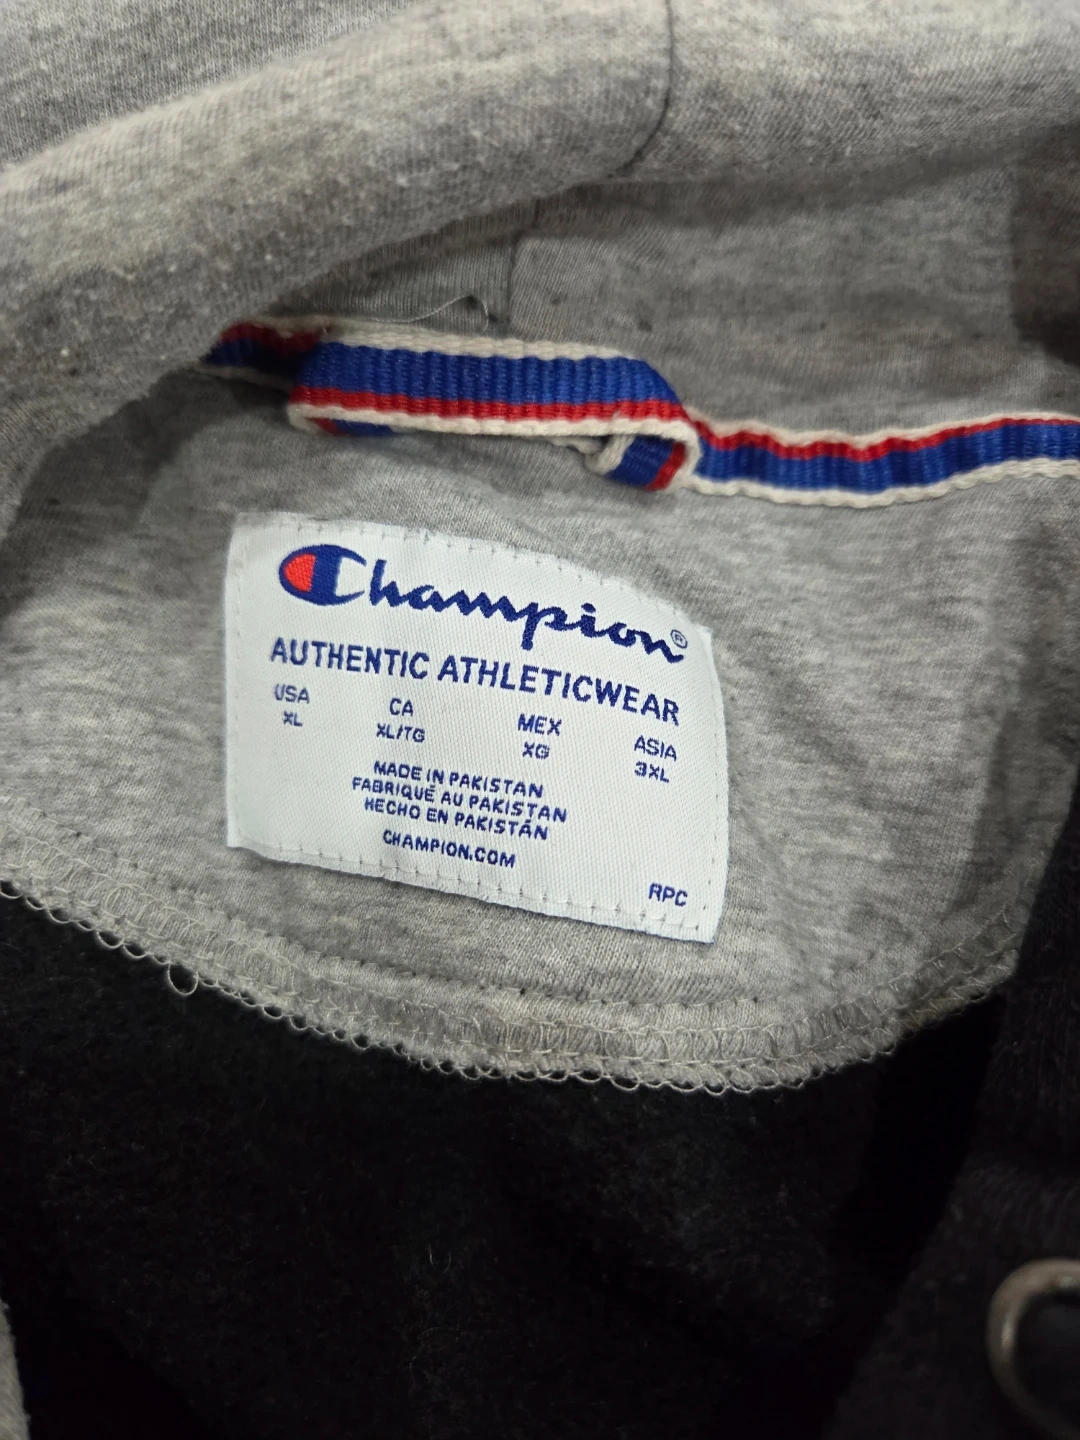 Champion®
AUTHENTIC ATHLETICWEAR
USA CA MEX ASIA
XL XL/TG XG 3XL
MADE IN PAKISTAN
FABRIQUÉ AU PAKISTAN
HECHO EN PAKISTÁN
CHAMPION.COM
RPC